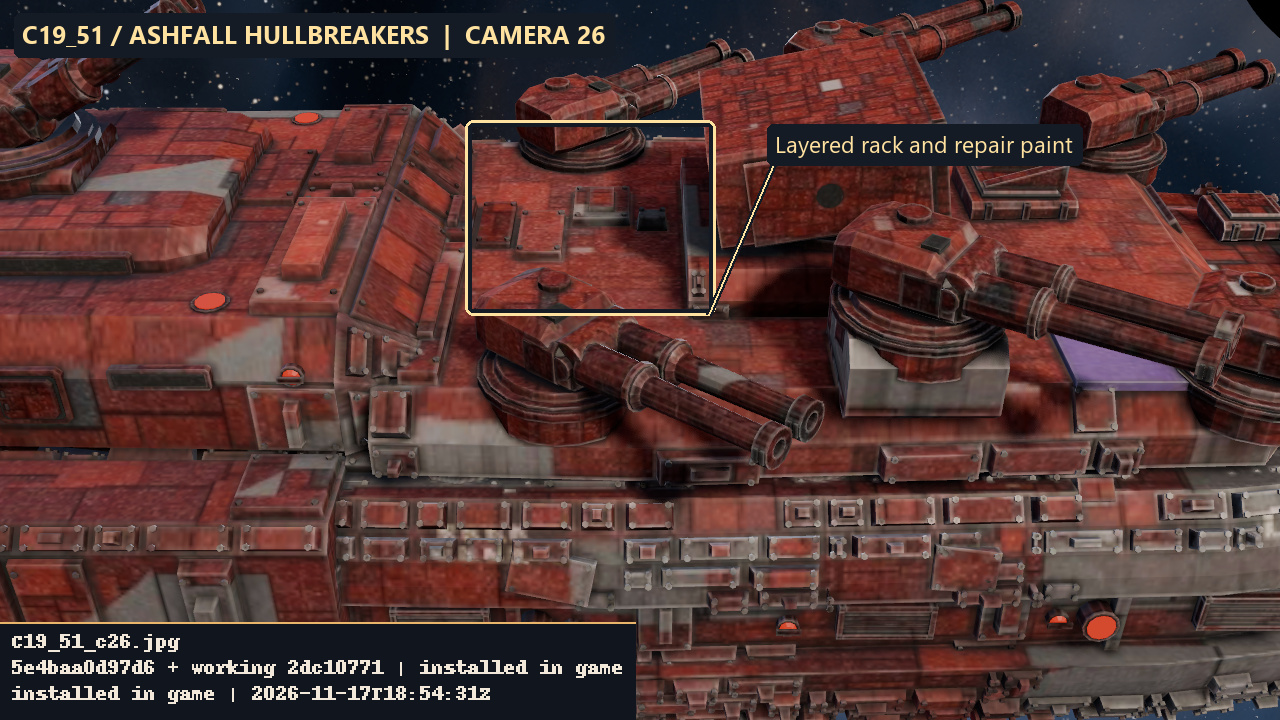 C19_51 / ASHFALL HULLBREAKERS | CAMERA 26
Layered rack and repair paint
C19_51_c26.jpg
5e4baa0d97d6 + working 2dc10771 | installed in game
installed in game | 2026-11-17T18:54:31Z